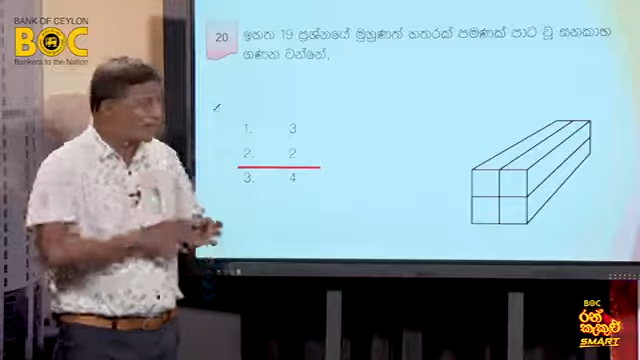 BANK OF CEYLON
BOC
Bankers to the Nation
20 ඉහත 19 ප්‍රශ්නයේ මුහුණත් හතරක් පමණක් පාට වූ ඝනකාභ
ගණන වන්නේ,
1. 3
2. 2
3. 4
BOC
රන්
කැකුළු
SMART